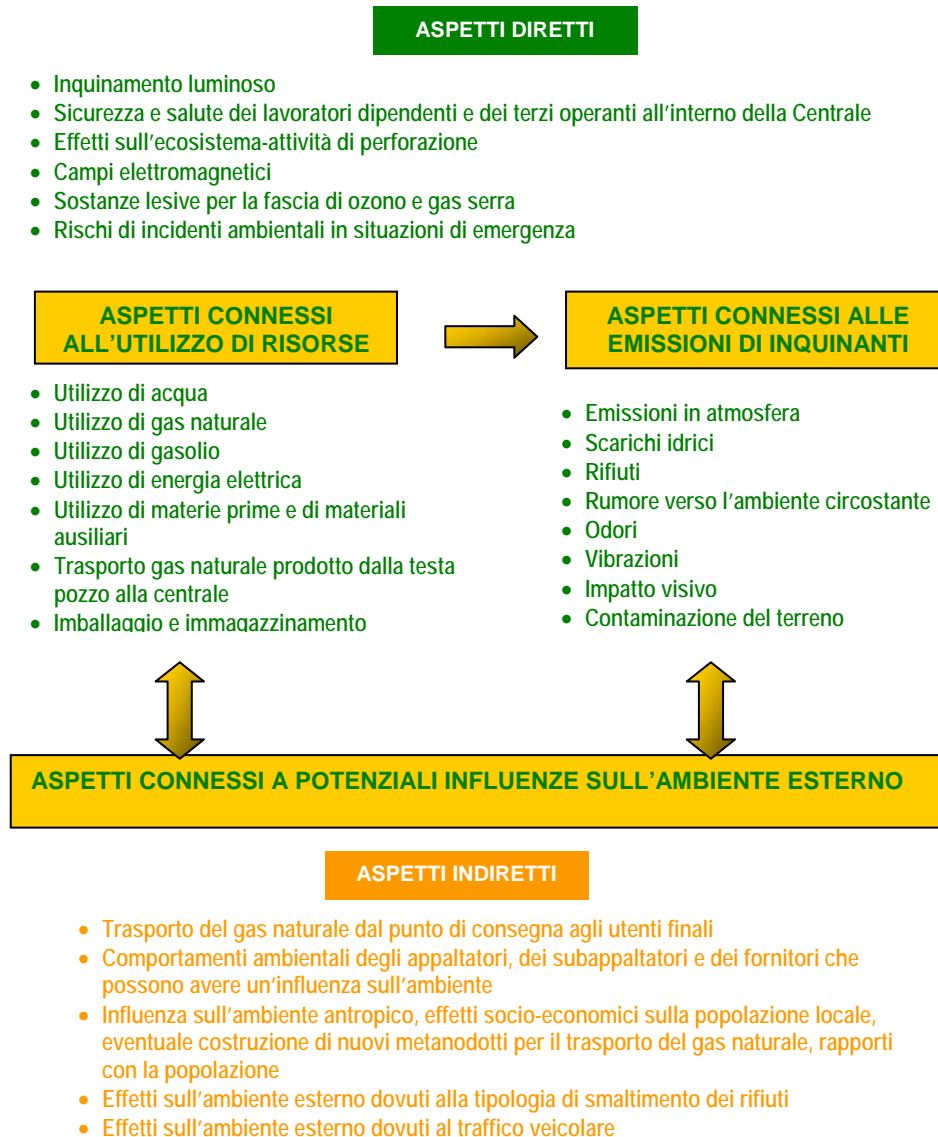 ASPETTI DIRETTI
• Inquinamento luminoso
• Sicurezza e salute dei lavoratori dipendenti e dei terzi operanti all'interno della Centrale
• Effetti sull'ecosistema-attività di perforazione
• Campi elettromagnetici
• Sostanze lesive per la fascia di ozono e gas serra
• Rischi di incidenti ambientali in situazioni di emergenza
ASPETTI CONNESSI
ALL'UTILIZZO DI RISORSE
• Utilizzo di acqua
• Utilizzo di gas naturale
• Utilizzo di gasolio
• Utilizzo di energia elettrica
• Utilizzo di materie prime e di materiali
ausiliari
• Trasporto gas naturale prodotto dalla testa
pozzo alla centrale
• Imballaggio e immagazzinamento
ASPETTI CONNESSI ALLE
EMISSIONI DI INQUINANTI
• Emissioni in atmosfera
• Scarichi idrici
• Rifiuti
• Rumore verso l'ambiente circostante
• Odori
• Vibrazioni
• Impatto visivo
• Contaminazione del terreno
ASPETTI CONNESSI A POTENZIALI INFLUENZE SULL'AMBIENTE ESTERNO
ASPETTI INDIRETTI
• Trasporto del gas naturale dal punto di consegna agli utenti finali
• Comportamenti ambientali degli appaltatori, dei subappaltatori e dei fornitori che
possono avere un'influenza sull'ambiente
• Influenza sull'ambiente antropico, effetti socio-economici sulla popolazione locale,
eventuale costruzione di nuovi metanodotti per il trasporto del gas naturale, rapporti
con la popolazione
• Effetti sull'ambiente esterno dovuti alla tipologia di smaltimento dei rifiuti
• Effetti sull'ambiente esterno dovuti al traffico veicolare